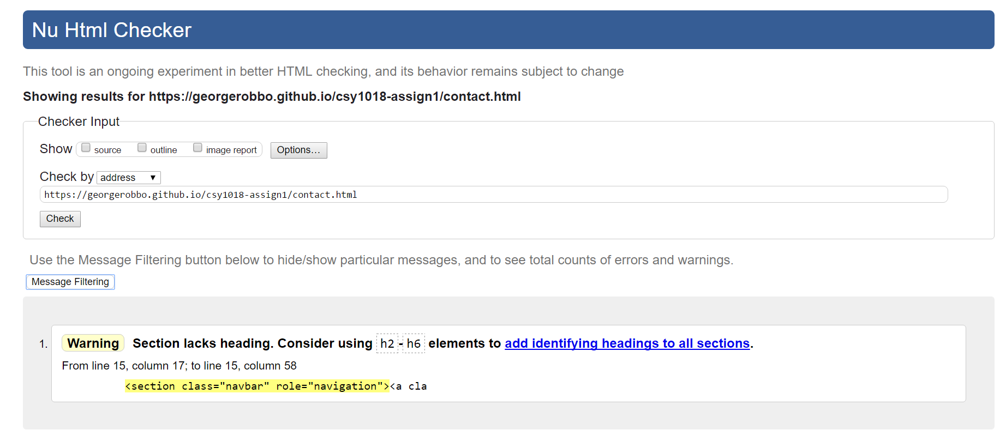 Nu Html Checker
This tool is an ongoing experiment in better HTML checking, and its behavior remains subject to change
Showing results for https://georgerobbo.github.io/csy1018-assign1/contact.html
Checker Input
Show source outline image report Options...
Check by address ▼
https://georgerobbo.github.io/csy1018-assign1/contact.html
Check
Use the Message Filtering button below to hide/show particular messages, and to see total counts of errors and warnings.
Message Filtering
1. Warning Section lacks heading. Consider using h2-h6 elements to add identifying headings to all sections.
From line 15, column 17; to line 15, column 58
<section class="navbar" role="navigation"><a cla